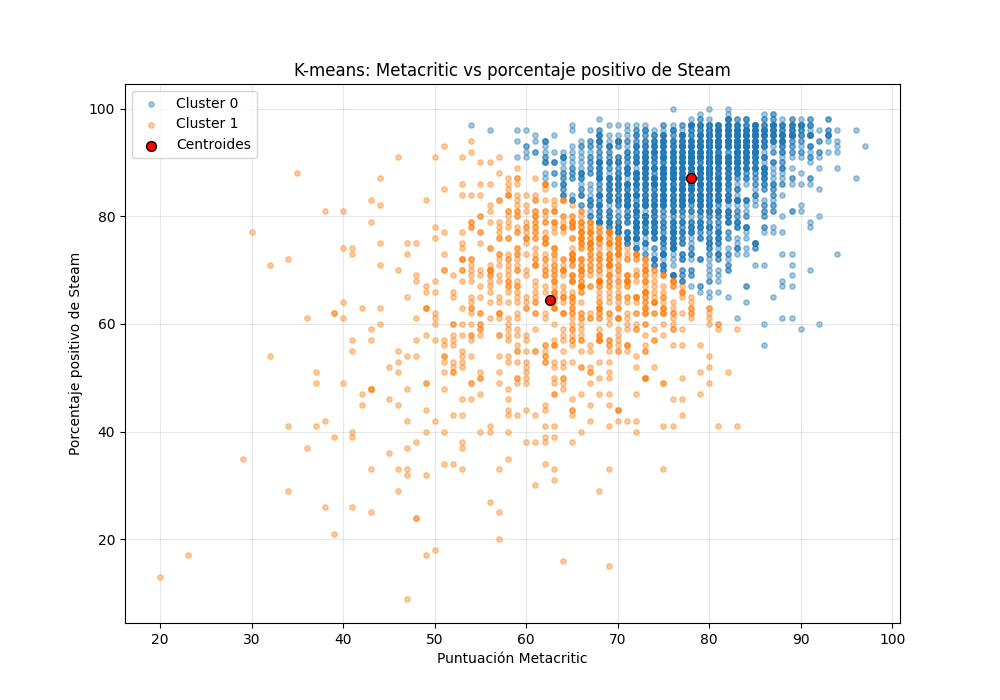 K-means: Metacritic vs porcentaje positivo de Steam
Cluster 0
Cluster 1
Centroides
Porcentaje positivo de Steam
100
80
60
40
20
20 30 40 50 60 70 80 90 100
Puntuación Metacritic